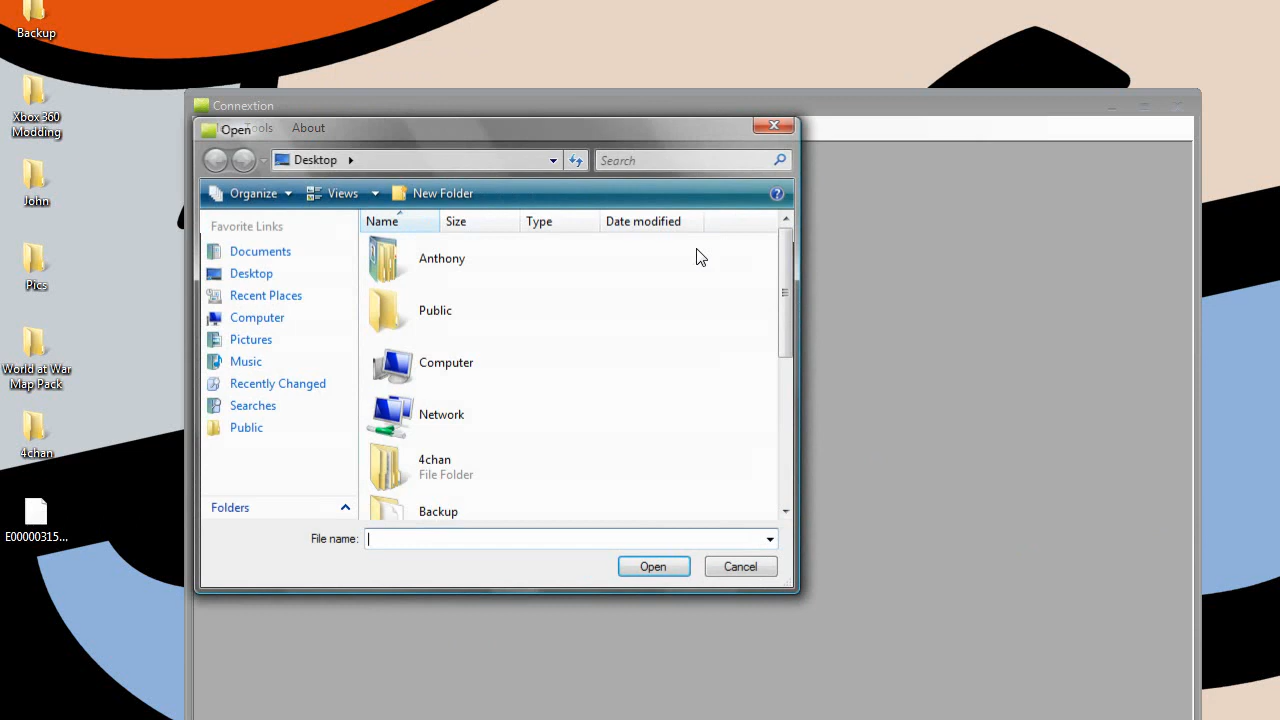 Backup
Xbox 360
Modding
John
Pics
World at War
Map Pack
4chan
E00000315...
Connextion
Open
Tools
About
Desktop
Search
Organize
Views
New Folder
Favorite Links
Documents
Desktop
Recent Places
Computer
Pictures
Music
Recently Changed
Searches
Public
Folders
Name
Size
Type
Date modified
Anthony
Public
Computer
Network
4chan
File Folder
Backup
File name:
Open
Cancel